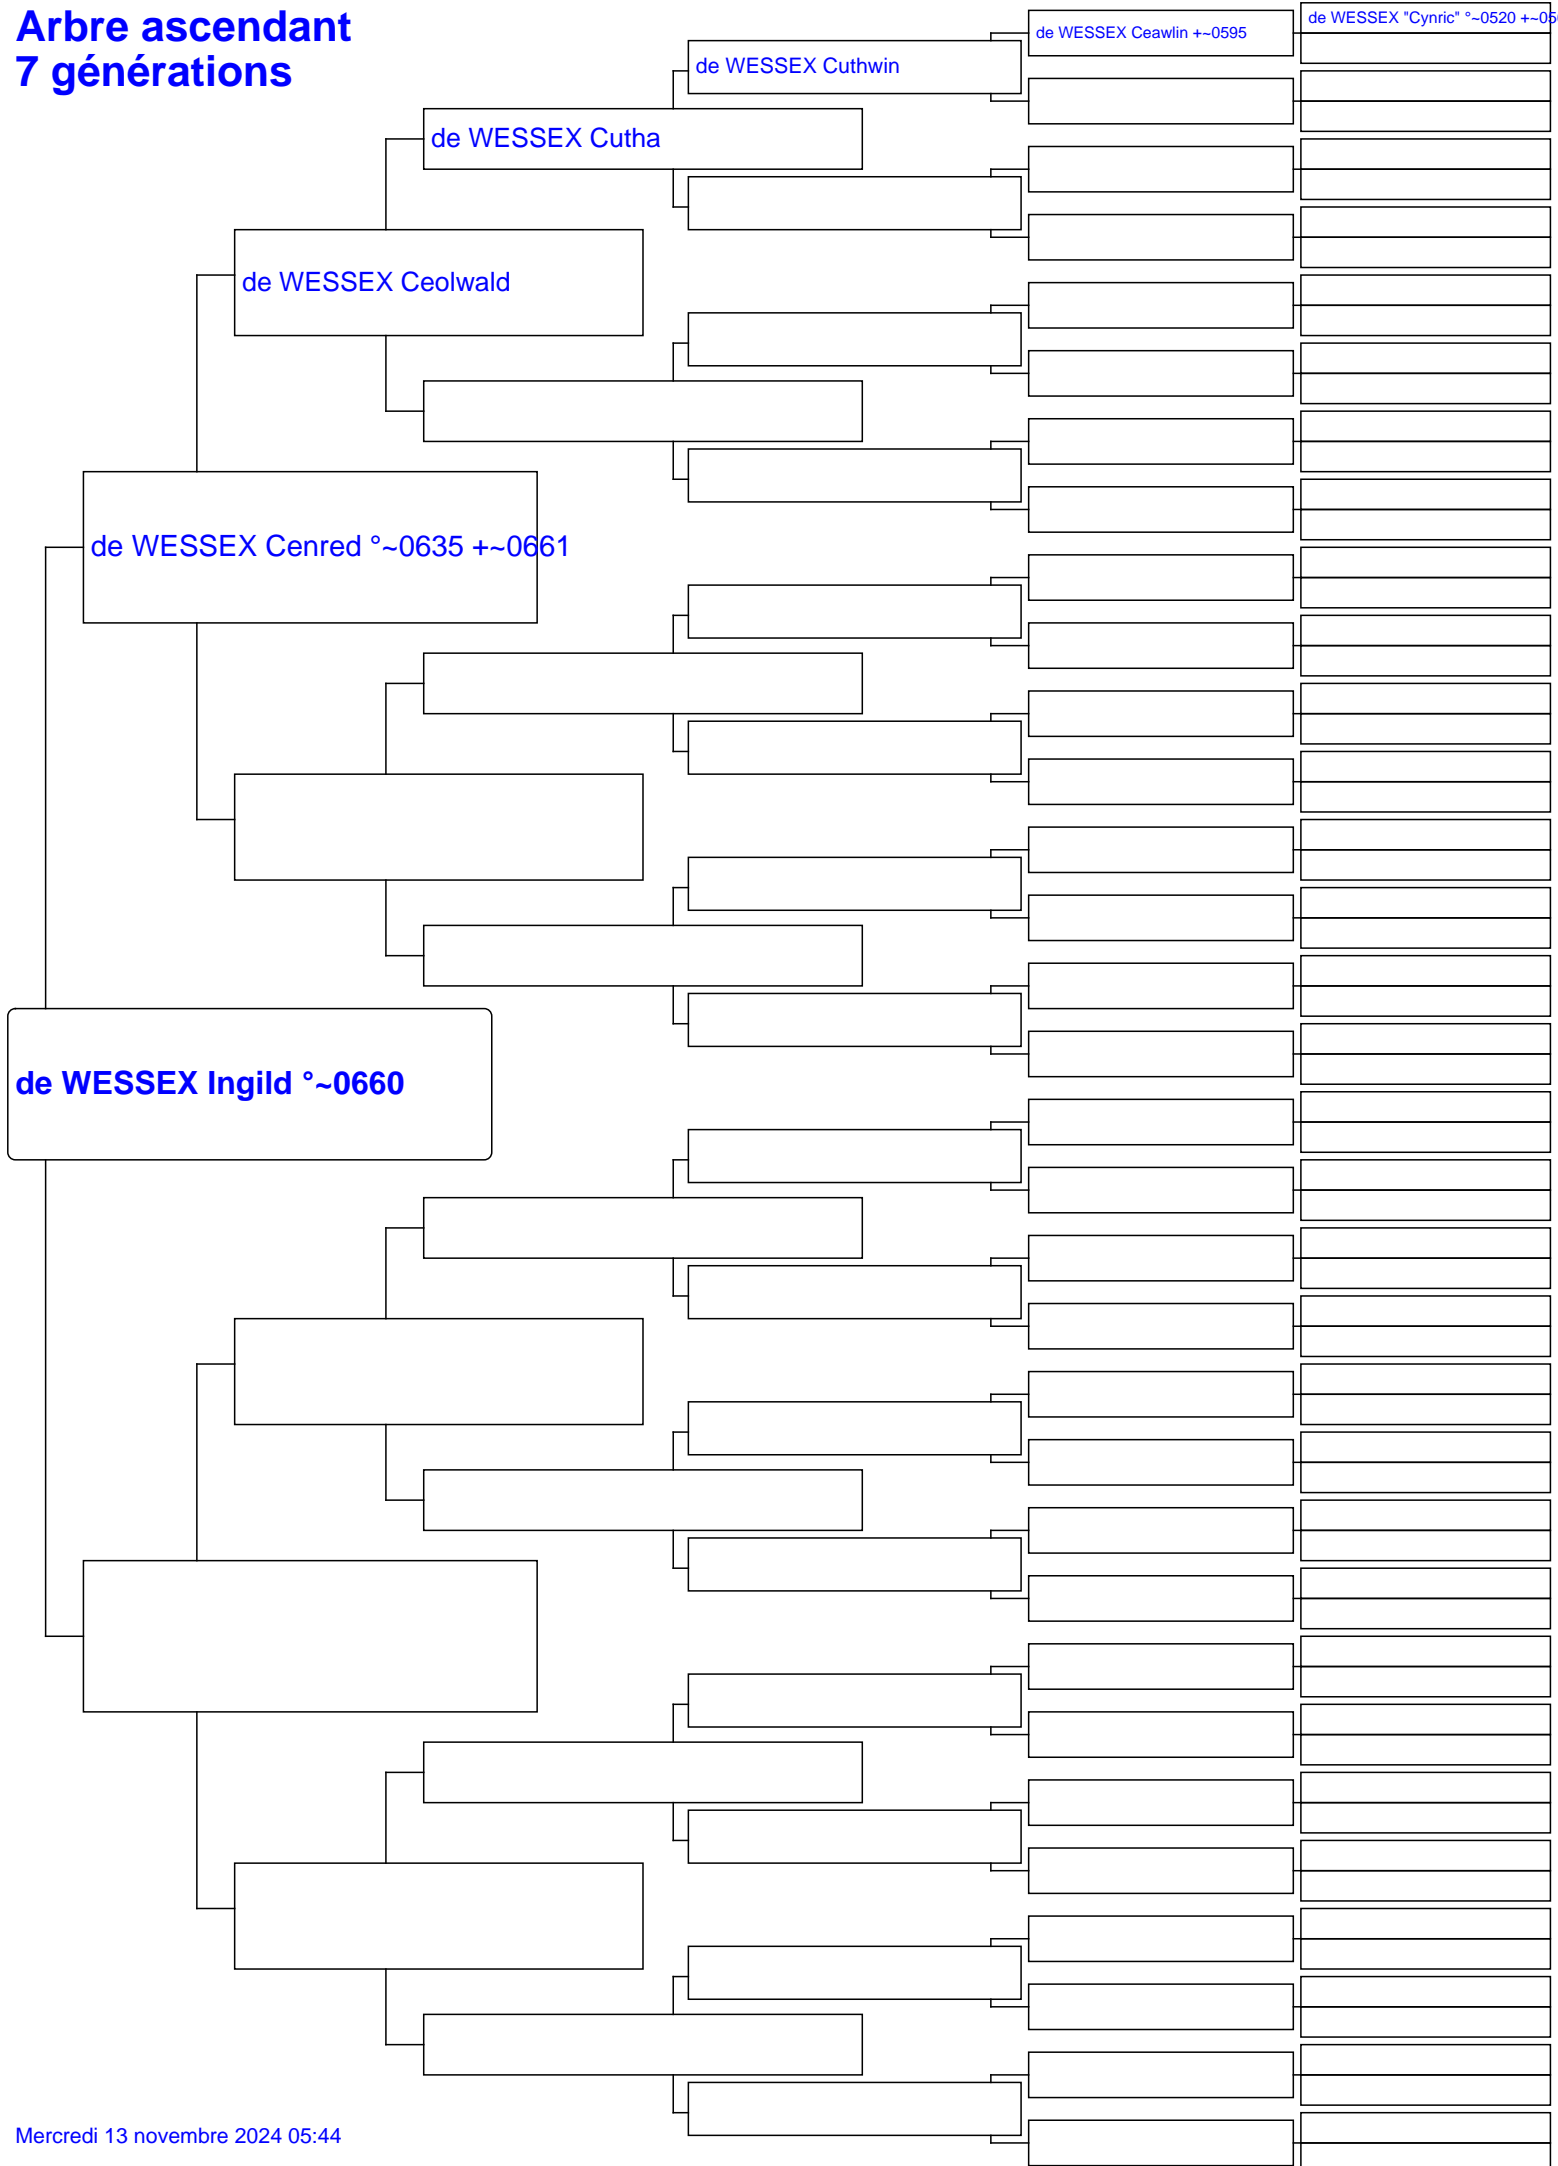 Arbre ascendant
7 générations
de WESSEX "Cynric" °~0520 +~05
de WESSEX Ceawlin +~0595
de WESSEX Cuthwin
de WESSEX Cutha
de WESSEX Ceolwald
de WESSEX Cenred °~0635 +~0661
de WESSEX Ingild °~0660
Mercredi 13 novembre 2024 05:44